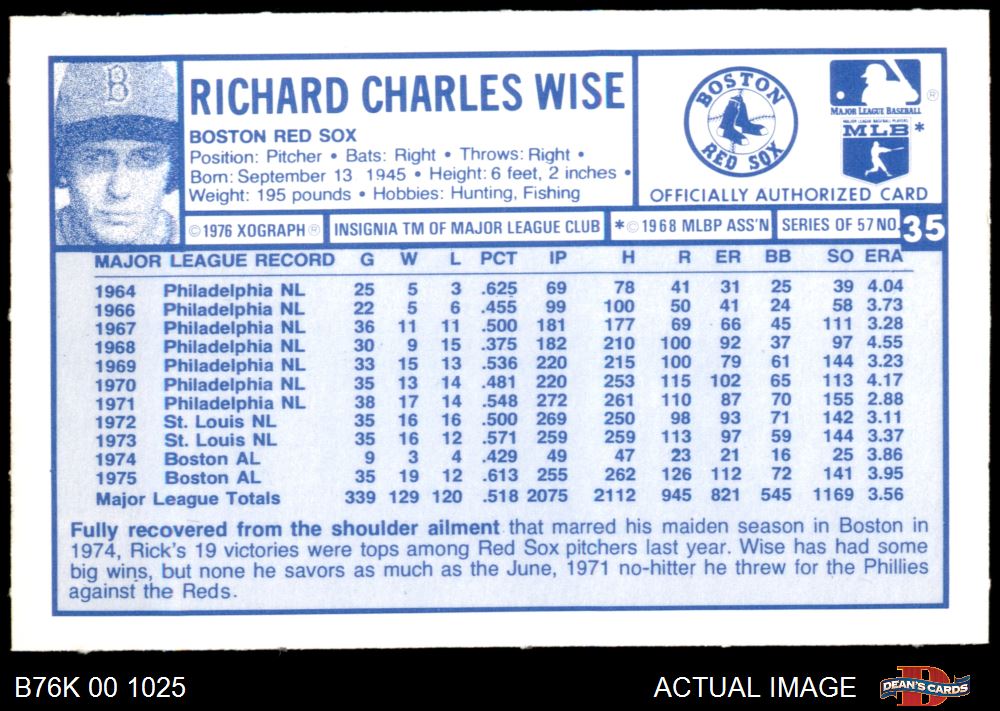 B
RICHARD CHARLES WISE
BOSTON RED SOX
Position: Pitcher • Bats: Right • Throws: Right •
Born: September 13 1945 • Height: 6 feet, 2 inches •
Weight: 195 pounds • Hobbies: Hunting, Fishing
BOSTON
RED SOX
®
MAJOR LEAGUE BASEBALL
MAJOR LEAGUE BASEBALL PLAYERS
MLB *
OFFICIALLY AUTHORIZED CARD
© 1976 XOGRAPH ® INSIGNIA TM OF MAJOR LEAGUE CLUB * © 1968 MLBP ASS'N SERIES OF 57 NO. 35
MAJOR LEAGUE RECORD G W L PCT IP H R ER BB SO ERA
1964 Philadelphia NL 25 5 3 .625 69 78 41 31 25 39 4.04
1966 Philadelphia NL 22 5 6 .455 99 100 50 41 24 58 3.73
1967 Philadelphia NL 36 11 11 .500 181 177 69 66 45 111 3.28
1968 Philadelphia NL 30 9 15 .375 182 210 100 92 37 97 4.55
1969 Philadelphia NL 33 15 13 .536 220 215 100 79 61 144 3.23
1970 Philadelphia NL 35 13 14 .481 220 253 115 102 65 113 4.17
1971 Philadelphia NL 38 17 14 .548 272 261 110 87 70 155 2.88
1972 St. Louis NL 35 16 16 .500 269 250 98 93 71 142 3.11
1973 St. Louis NL 35 16 12 .571 259 259 113 97 59 144 3.37
1974 Boston AL 9 3 4 .429 49 47 23 21 16 25 3.86
1975 Boston AL 35 19 12 .613 255 262 126 112 72 141 3.95
Major League Totals 339 129 120 .518 2075 2112 945 821 545 1169 3.56
Fully recovered from the shoulder ailment that marred his maiden season in Boston in
1974, Rick's 19 victories were tops among Red Sox pitchers last year. Wise has had some
big wins, but none he savors as much as the June, 1971 no-hitter he threw for the Phillies
against the Reds.
B76K 00 1025
ACTUAL IMAGE
D
DEAN'S CARDS